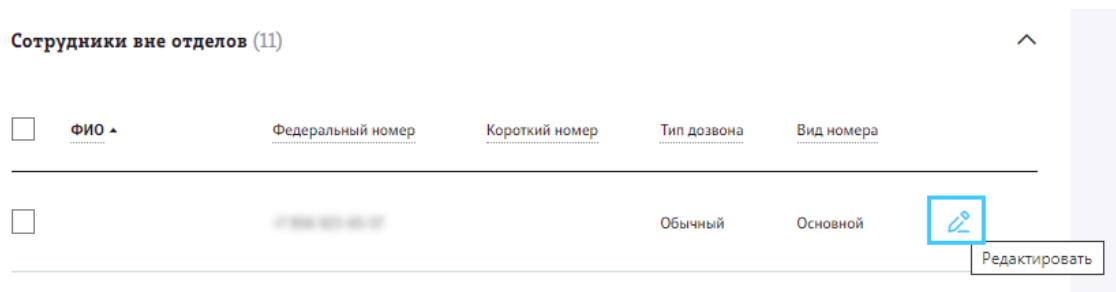 Сотрудники вне отделов (11)
ФИО Федеральный номер Короткий номер Тип дозвона Вид номера
Обычный Основной
Редактировать